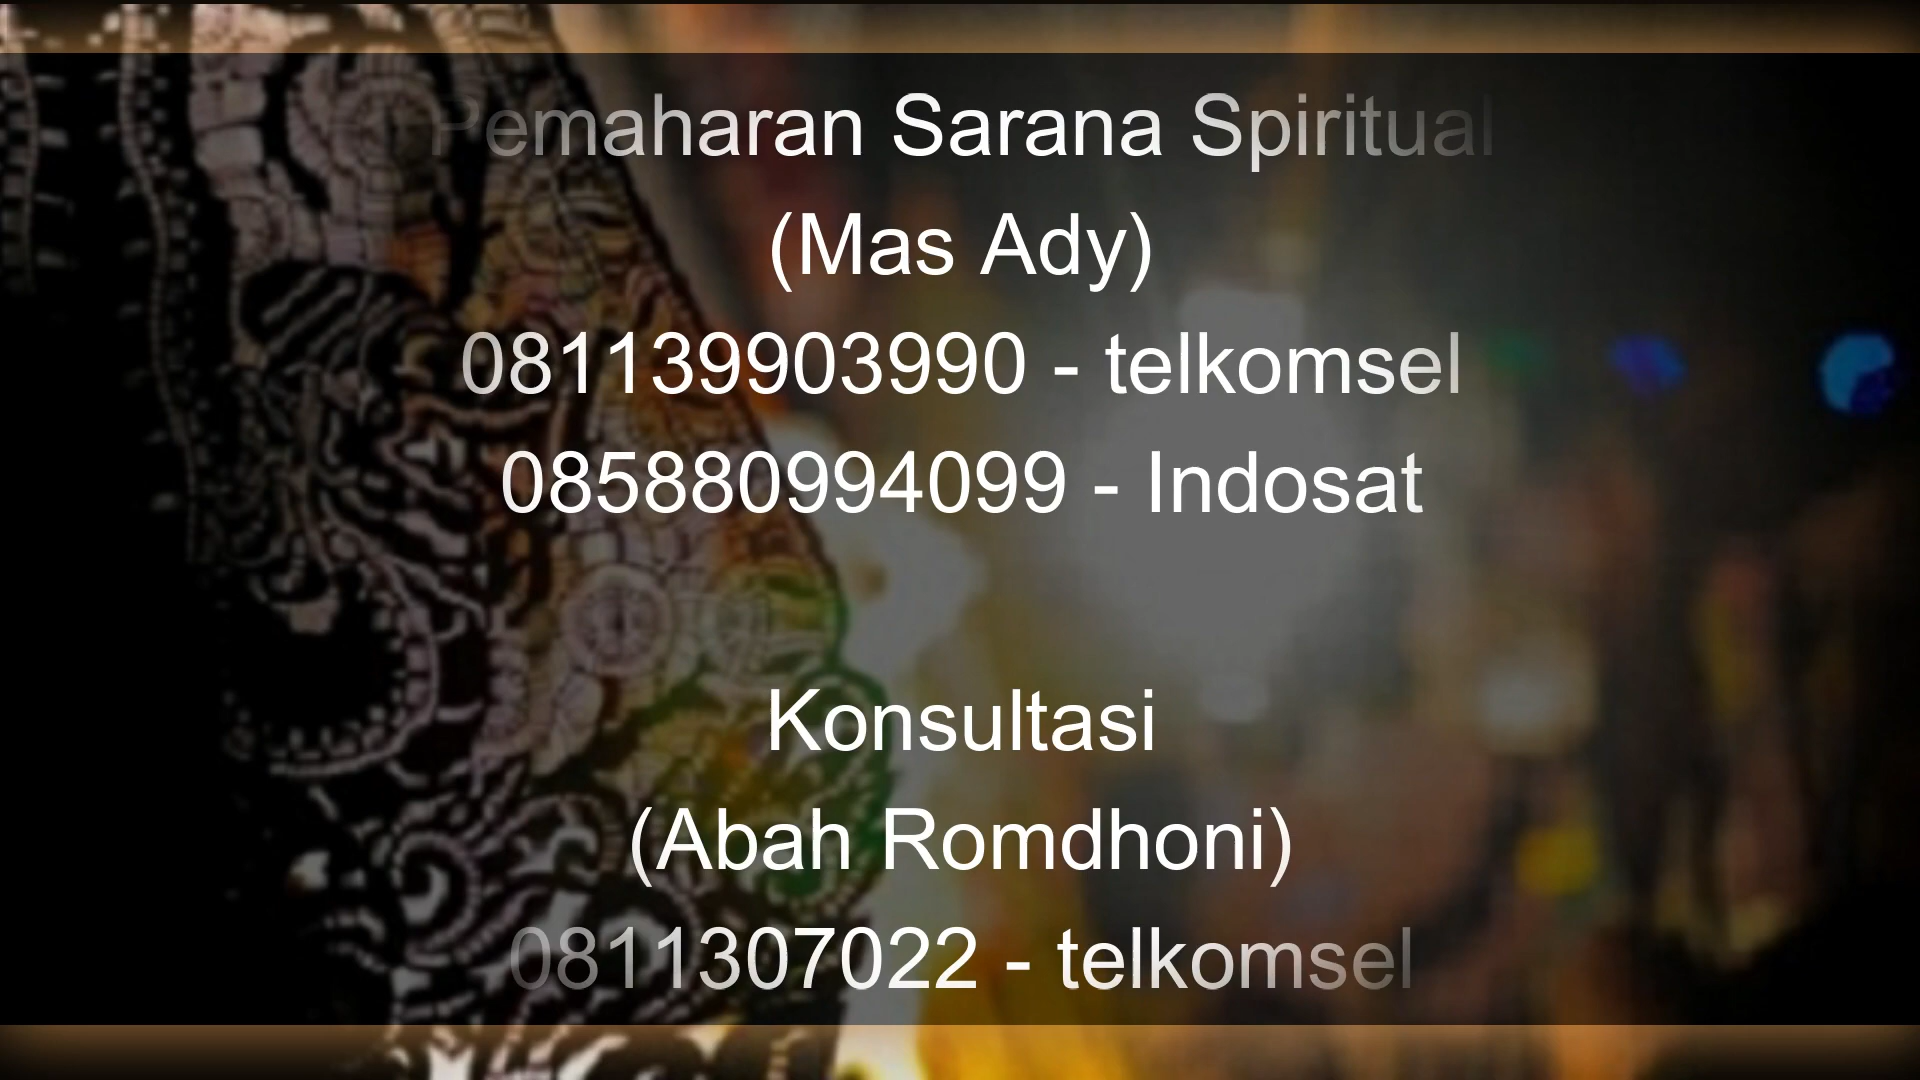 Pemaharan Sarana Spiritual
(Mas Ady)
081139903990 - telkomsel
085880994099 - Indosat
Konsultasi
(Abah Romdhoni)
0811307022 - telkomsel